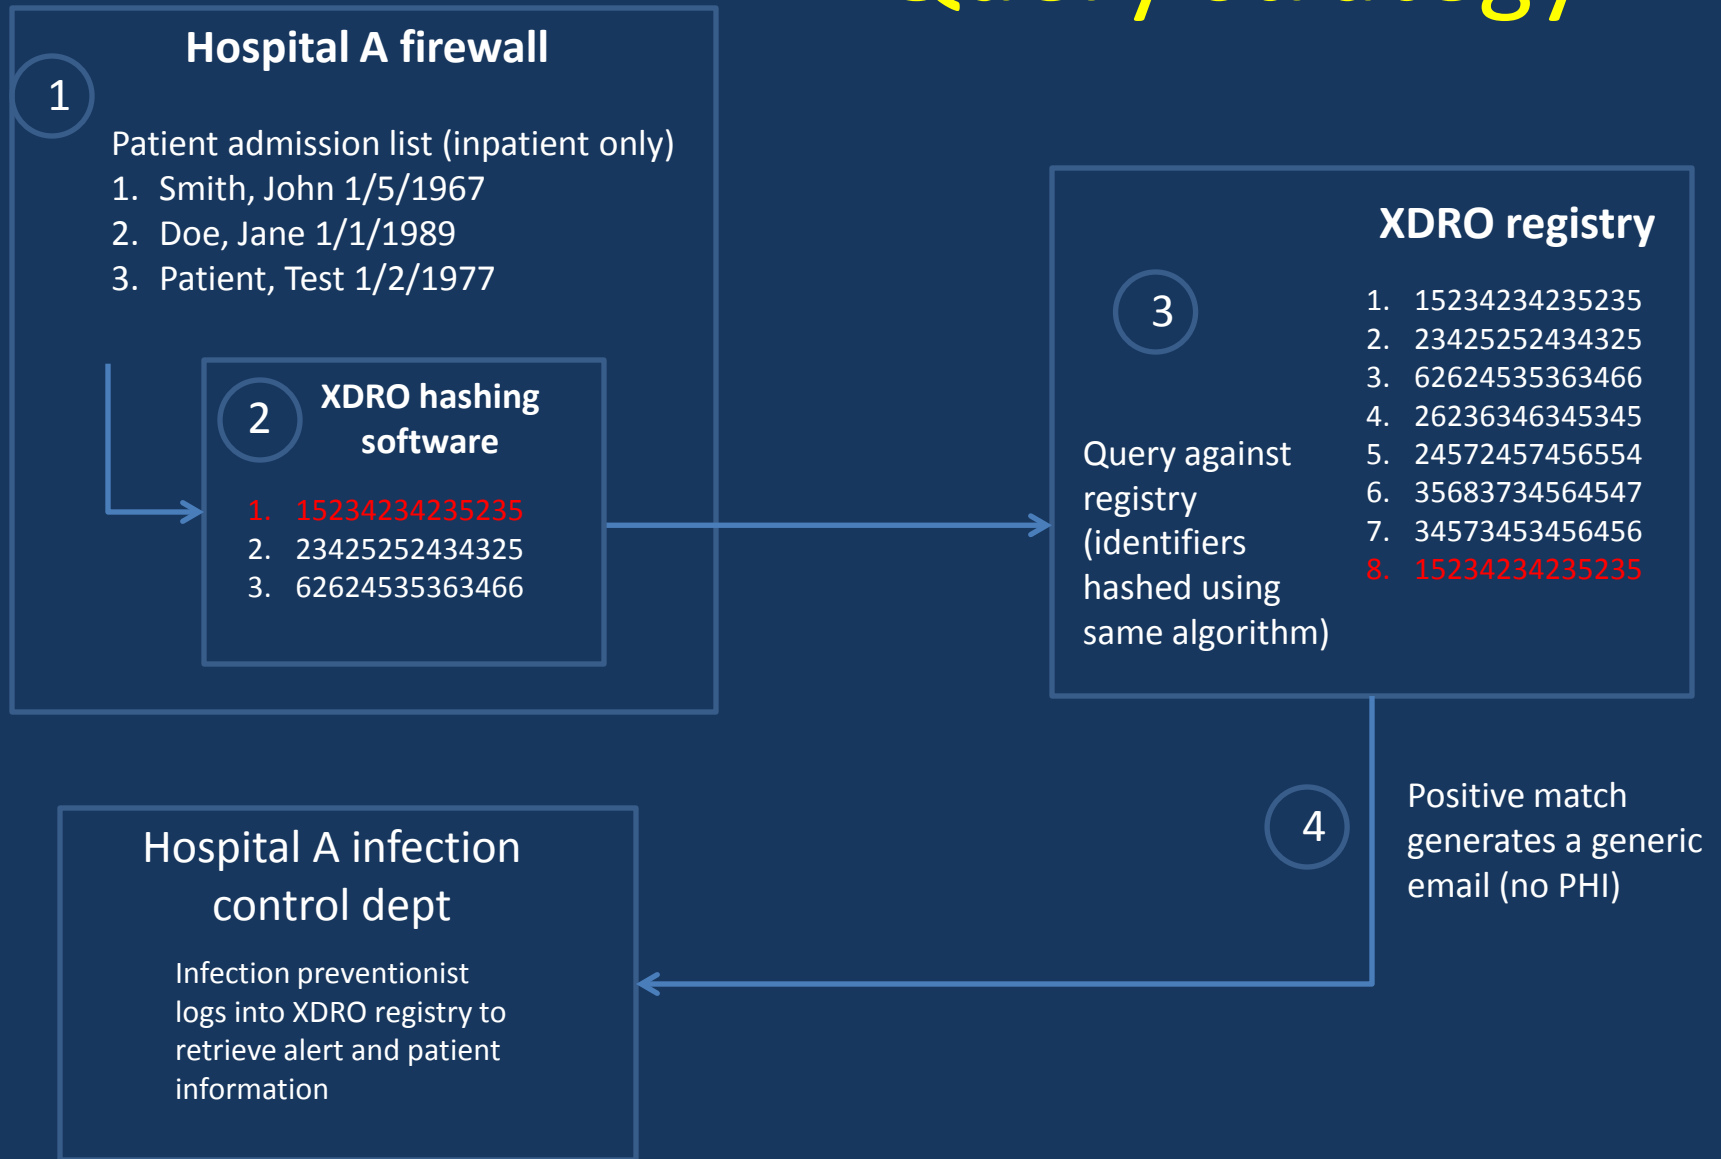 Query strategy
Hospital A firewall
1
Patient admission list (inpatient only)
1. Smith, John 1/5/1967
2. Doe, Jane 1/1/1989
3. Patient, Test 1/2/1977
2
XDRO hashing
software
1. 15234234235235
2. 23425252434325
3. 62624535363466
XDRO registry
3
Query against
registry
(identifiers
hashed using
same algorithm)
1. 15234234235235
2. 23425252434325
3. 62624535363466
4. 26236346345345
5. 24572457456554
6. 35683734564547
7. 34573453456456
8. 15234234235235
4
Positive match
generates a generic
email (no PHI)
Hospital A infection
control dept
Infection preventionist
logs into XDRO registry to
retrieve alert and patient
information